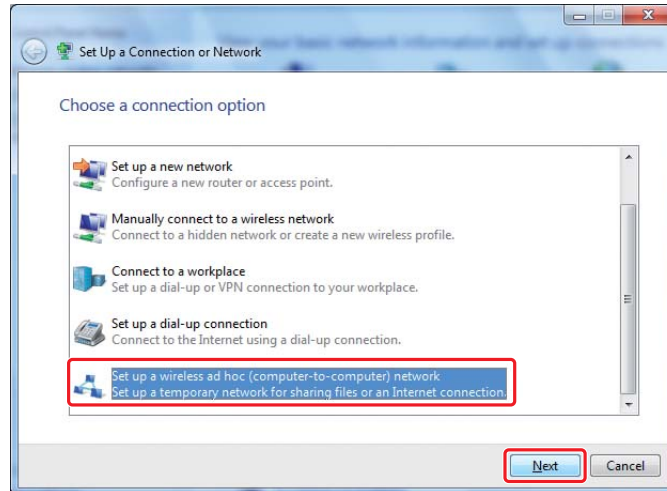 Set Up a Connection or Network
Choose a connection option
Set up a new network
Configure a new router or access point.
Manually connect to a wireless network
Connect to a hidden network or create a new wireless profile.
Connect to a workplace
Set up a dial-up or VPN connection to your workplace.
Set up a dial-up connection
Connect to the Internet using a dial-up connection.
Set up a wireless ad hoc (computer-to-computer) network
Set up a temporary network for sharing files or an Internet connection.
Next
Cancel